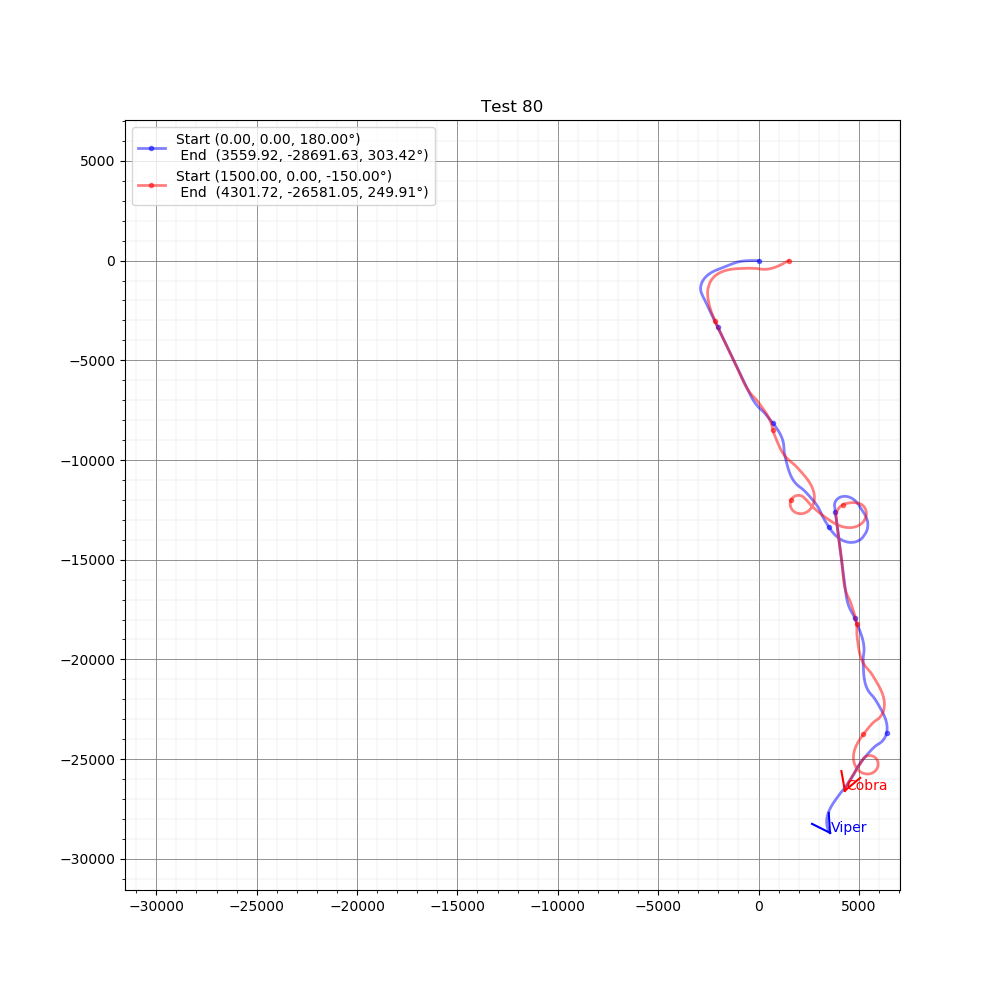 Test 80
Start (0.00, 0.00, 180.00°)
End (3559.92, -28691.63, 303.42°)
Start (1500.00, 0.00, -150.00°)
End (4301.72, -26581.05, 249.91°)
5000
0
−5000
−10000
−15000
−20000
−25000
−30000
Cobra
Viper
−30000 −25000 −20000 −15000 −10000 −5000 0 5000